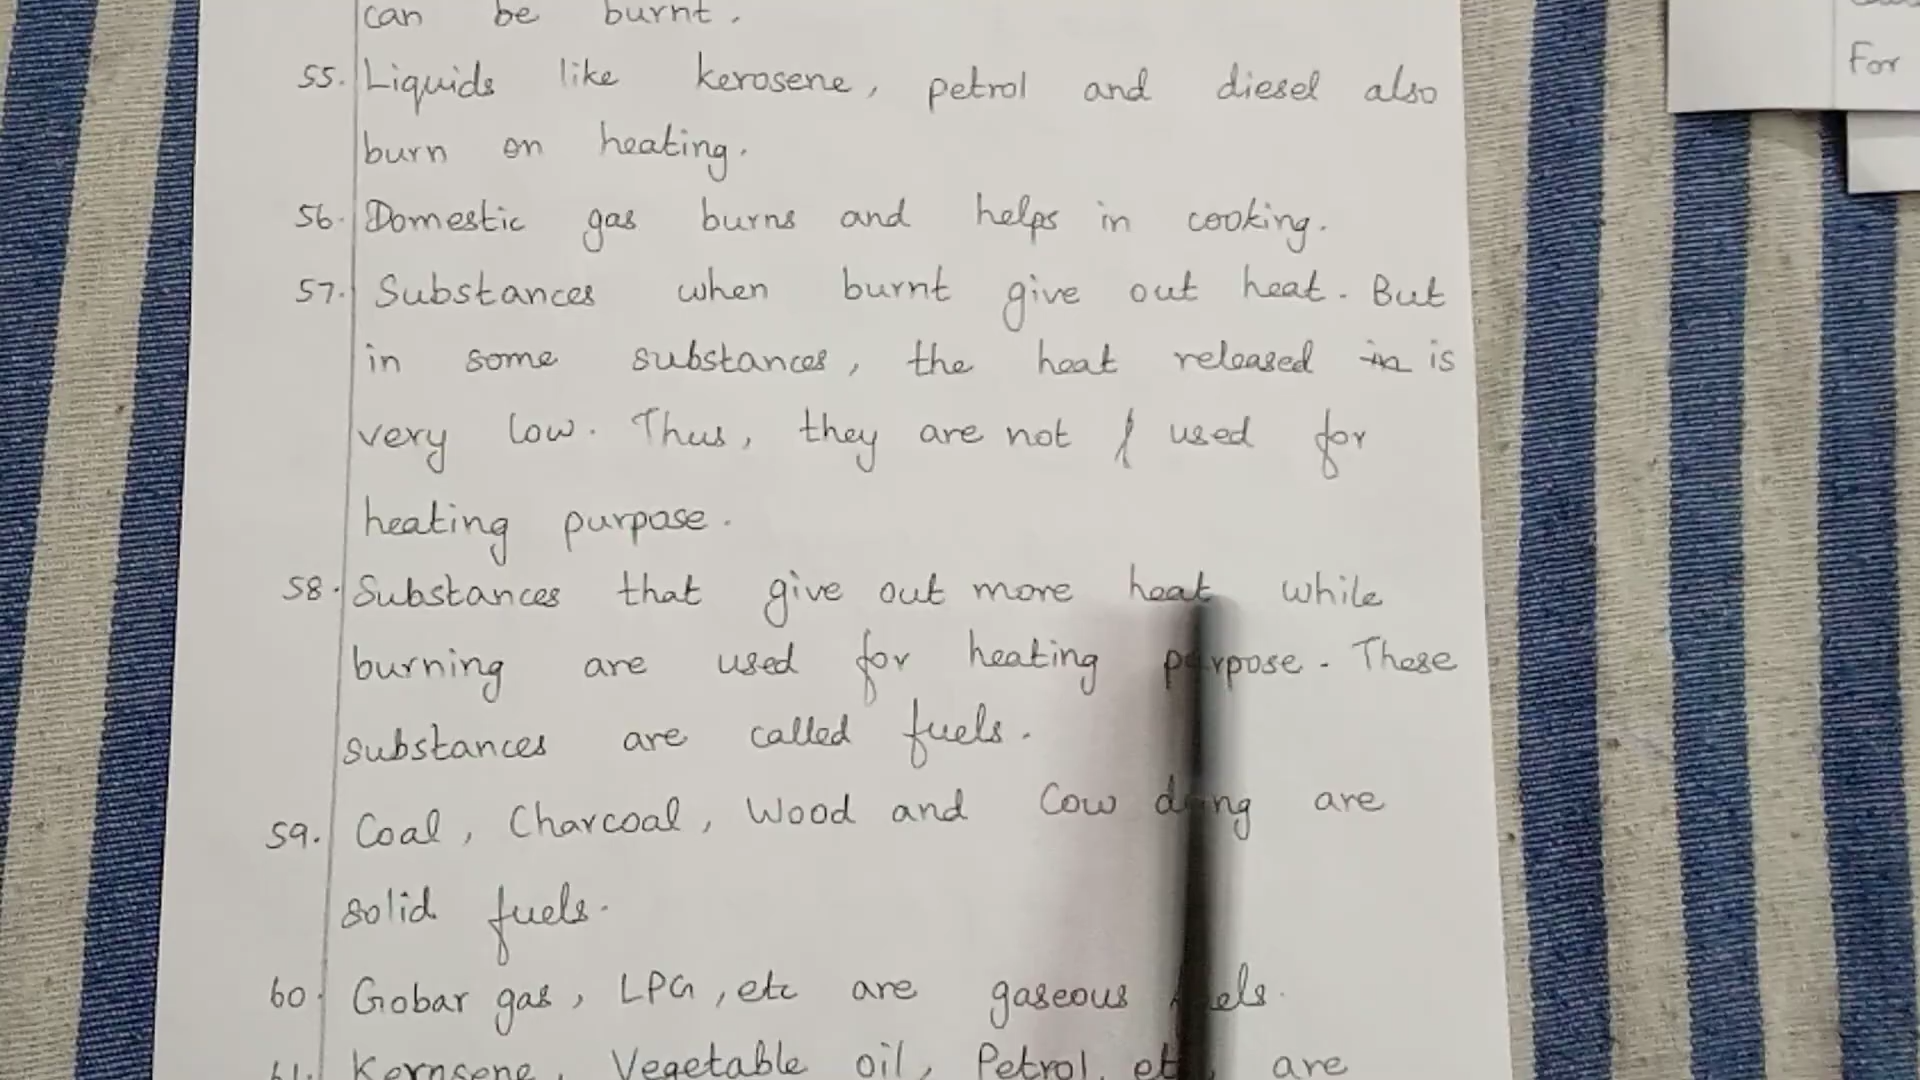 can be burnt.
55. Liquids like kerosene, petrol and diesel also
burn on heating.
56. Domestic gas burns and helps in cooking.
57. Substances when burnt give out heat. But
in some substances, the heat released in is
very low. Thus, they are not used for
heating purpose.
58. Substances that give out more heat while
burning are used for heating purpose. These
substances are called fuels.
59. Coal, Charcoal, Wood and Cow dung are
solid fuels.
60. Gobar gas, LPG, etc are gaseous fuels.
61. Kerosene, Vegetable oil, Petrol, etc, are
For